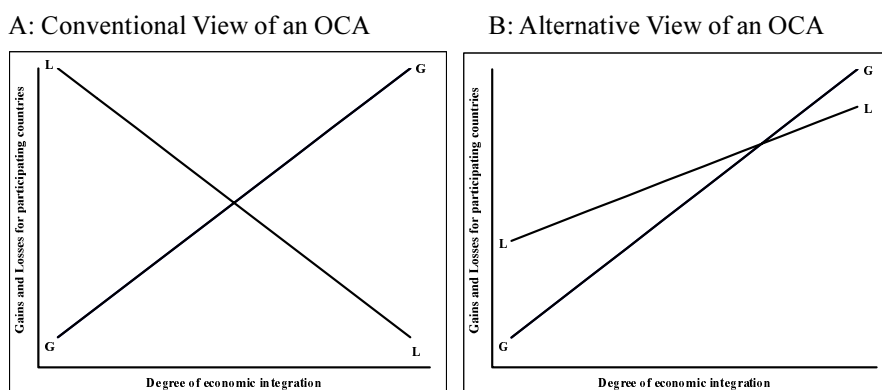 A: Conventional View of an OCA
L
G
Gains and Losses for participating countries
G
L
Degree of economic integration
B: Alternative View of an OCA
G
L
Gains and Losses for participating countries
L
G
Degree of economic integration